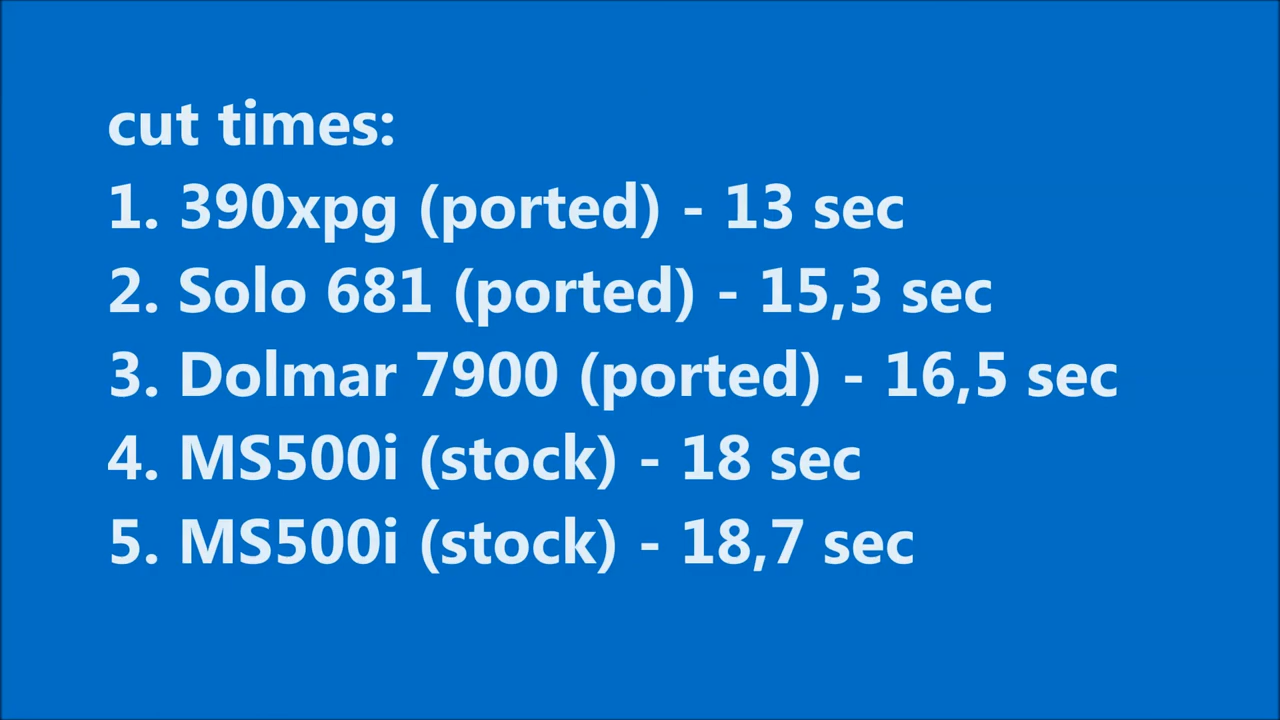 cut times:
1. 390xpg (ported) - 13 sec
2. Solo 681 (ported) - 15,3 sec
3. Dolmar 7900 (ported) - 16,5 sec
4. MS500i (stock) - 18 sec
5. MS500i (stock) - 18,7 sec